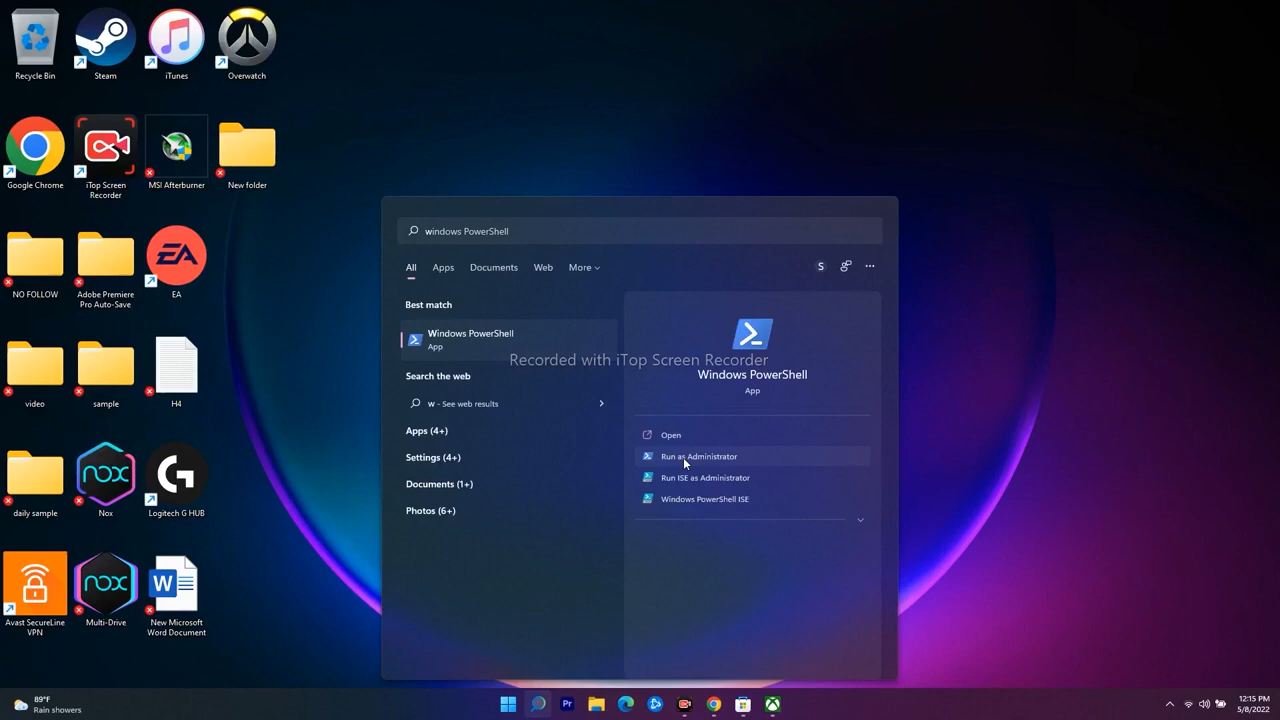 Recycle Bin
Steam
iTunes
Overwatch
Google Chrome
iTop Screen
Recorder
MSI Afterburner
New folder
NO FOLLOW
Adobe Premiere
Pro Auto-Save
EA
EA
video
sample
H4
daily sample
nox
Nox
Logitech G HUB
Avast SecureLine
VPN
nox
Multi-Drive
W
New Microsoft
Word Document
windows PowerShell
All
Apps
Documents
Web
More
S
Best match
Windows PowerShell
App
Search the web
w - See web results
Apps (4+)
Settings (4+)
Documents (1+)
Photos (6+)
Recorded with iTop Screen Recorder
Windows PowerShell
App
Open
Run as Administrator
Run ISE as Administrator
Windows PowerShell ISE
89°F
Rain showers
Pr
12:15 PM
5/8/2022